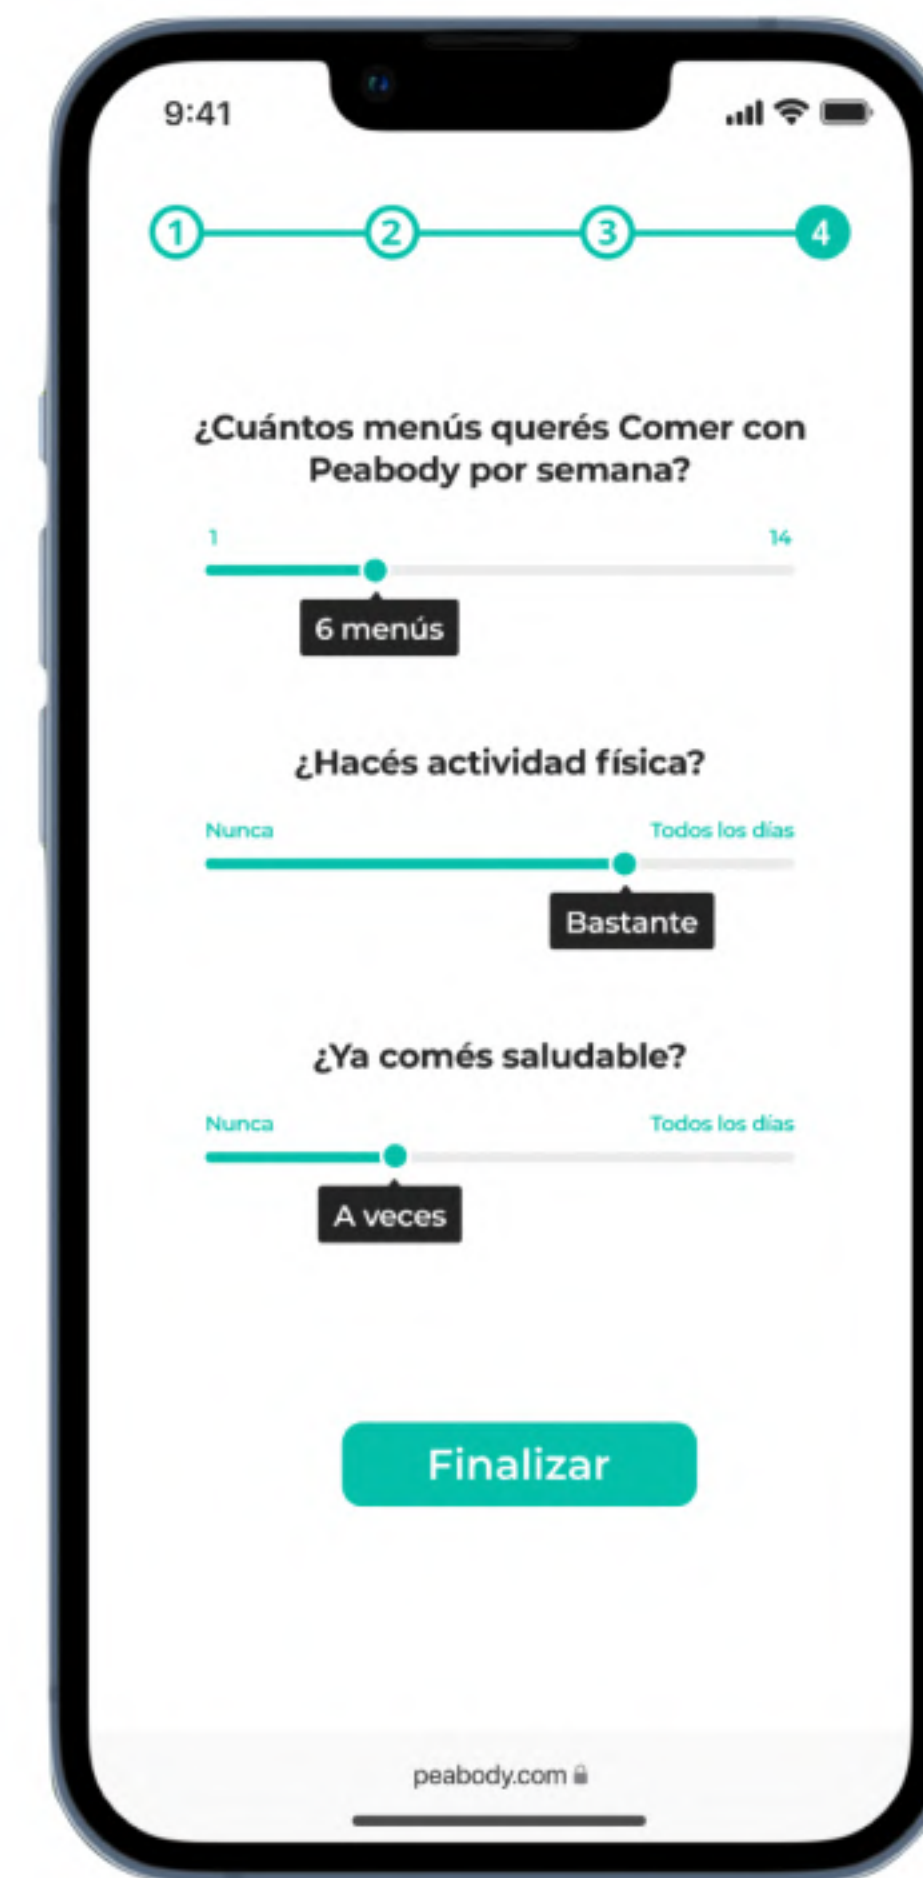 9:41
1 2 3 4
¿Cuántos menús querés Comer con
Peabody por semana?
1 14
6 menús
¿Hacés actividad física?
Nunca Todos los días
Bastante
¿Ya comés saludable?
Nunca Todos los días
A veces
Finalizar
peabody.com